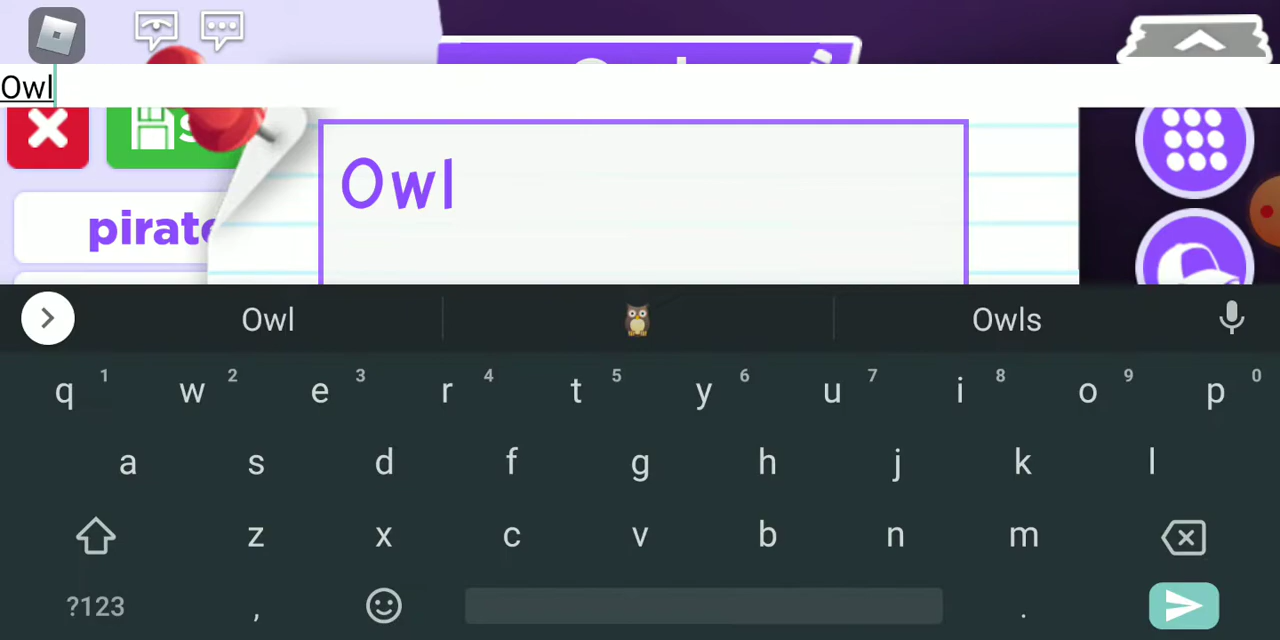 Owl
Owl
pirate
Owl
Owls
q 1 w 2 e 3 r 4 t 5 y 6 u 7 i 8 o 9 p 0
a s d f g h j k l
z x c v b n m
?123 , .